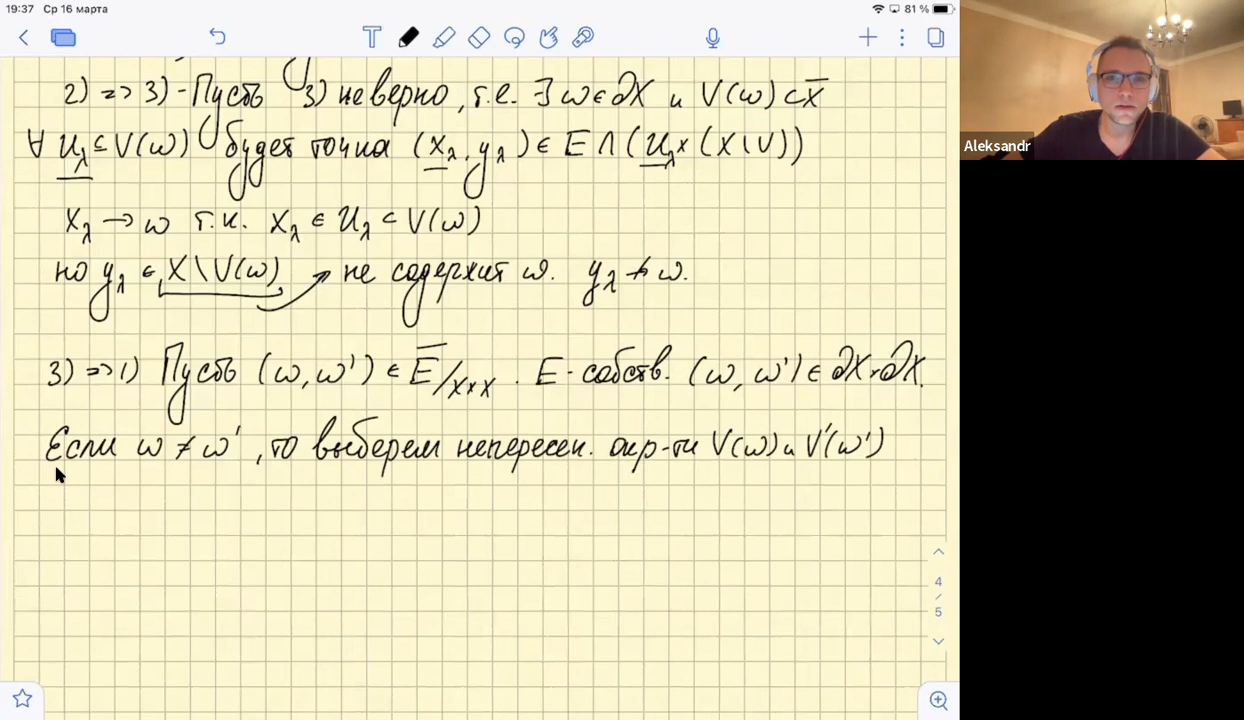 19:37 Ср 16 марта
81 %
2) => 3) - Пусть 3) неверно, т.е. ∃ ω ∈ ∂X и V(ω) ⊂ X̅
∀ U_λ ⊆ V(ω) будет точка (x_λ, y_λ) ∈ E ∩ (U_λ × (X \ V))
x_λ → ω т.к. x_λ ∈ U_λ ⊂ V(ω)
но y_λ ∈ X \ V(ω) → не содержит ω. y_λ ↛ ω.
3) => 1) Пусть (ω, ω') ∈ E̅ / X×X . E - собств. (ω, ω') ∈ ∂X × ∂X.
Если ω ≠ ω' , то выберем непересеч. окр-ти V(ω) и V'(ω')
4
/
5
Aleksandr